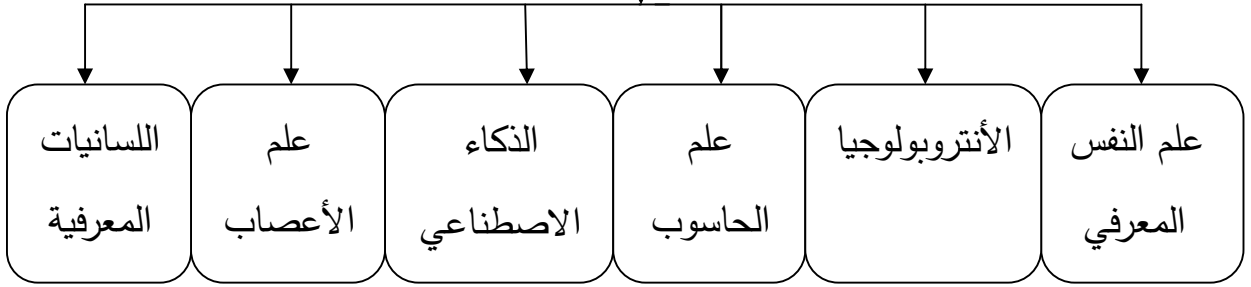 علم النفس
المعرفي
الأنتروبولوجيا
علم
الحاسوب
الذكاء
الاصطناعي
علم
الأعصاب
اللسانيات
المعرفية